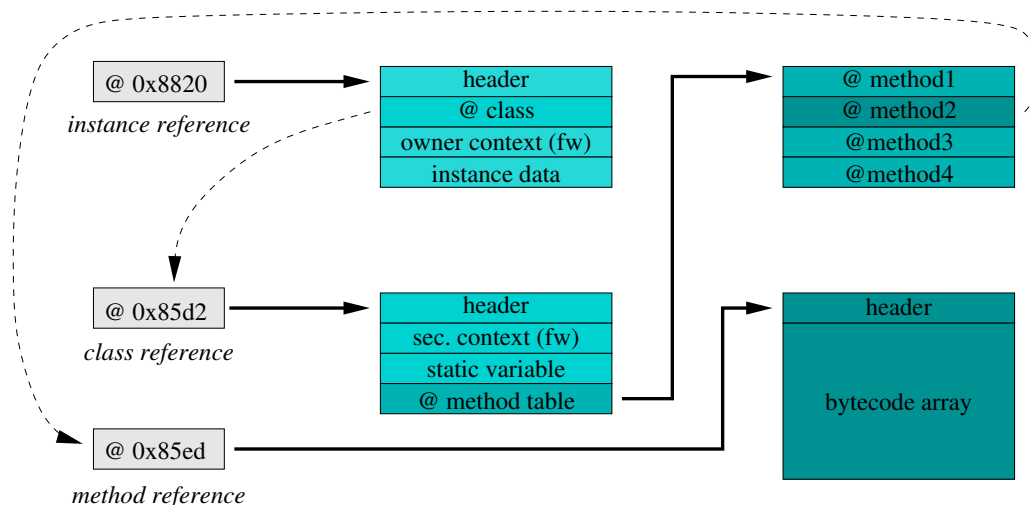 @ 0x8820
instance reference
header
@ class
owner context (fw)
instance data
@ method1
@ method2
@method3
@method4
@ 0x85d2
class reference
header
sec. context (fw)
static variable
@ method table
header
bytecode array
@ 0x85ed
method reference